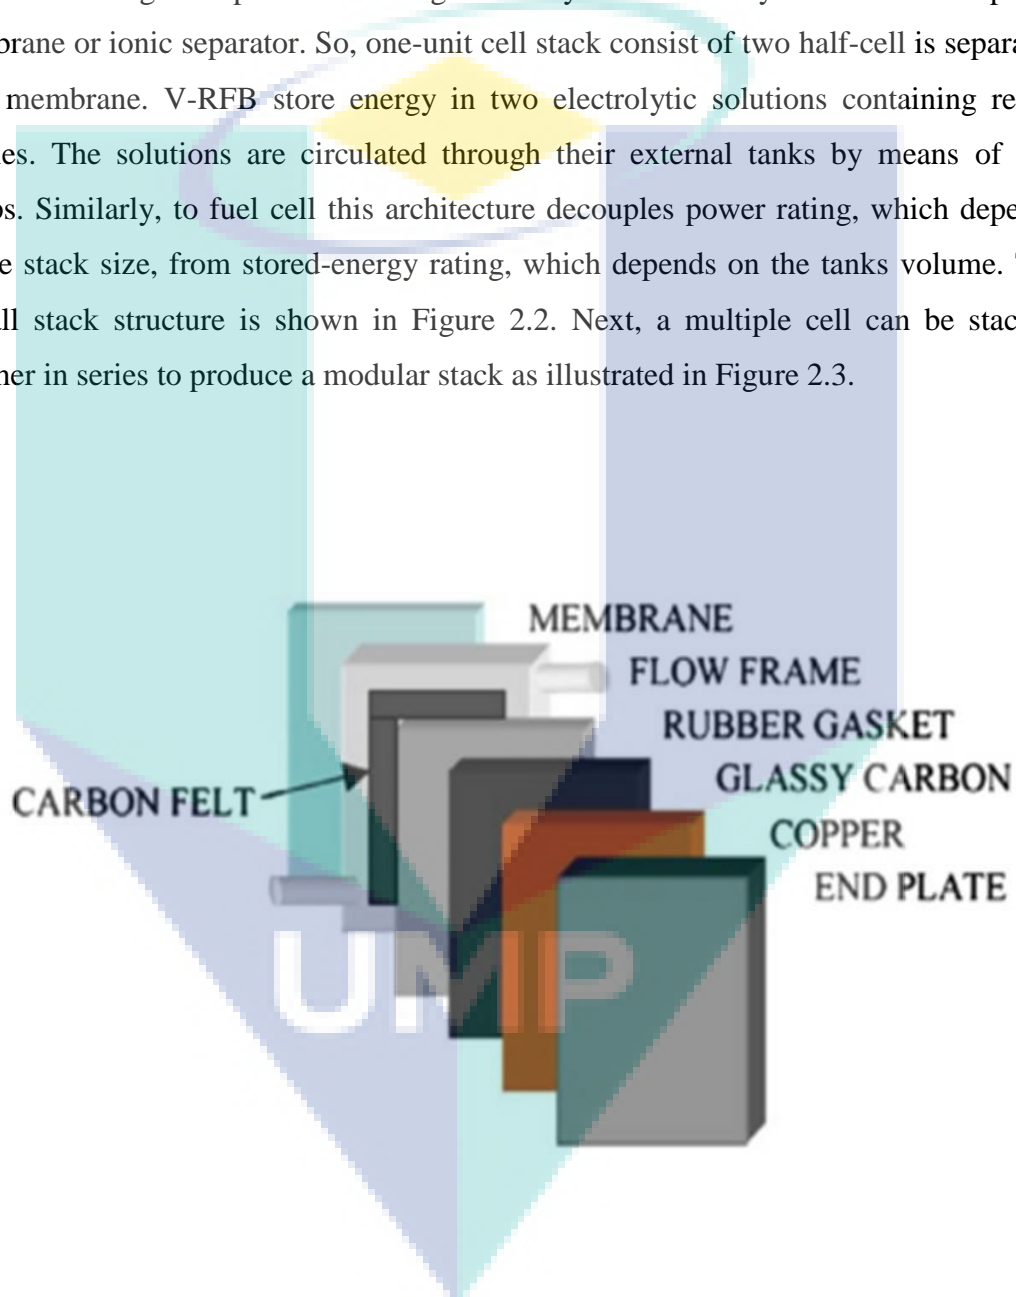 brane or ionic separator. So, one-unit cell stack consist of two half-cell is separa
membrane. V-RFB store energy in two electrolytic solutions containing re
es. The solutions are circulated through their external tanks by means of
os. Similarly, to fuel cell this architecture decouples power rating, which depe
e stack size, from stored-energy rating, which depends on the tanks volume.
ll stack structure is shown in Figure 2.2. Next, a multiple cell can be stac
her in series to produce a modular stack as illustrated in Figure 2.3.
MEMBRANE
FLOW FRAME
RUBBER GASKET
GLASSY CARBON
CARBON FELT
COPPER
END PLATE
UMP